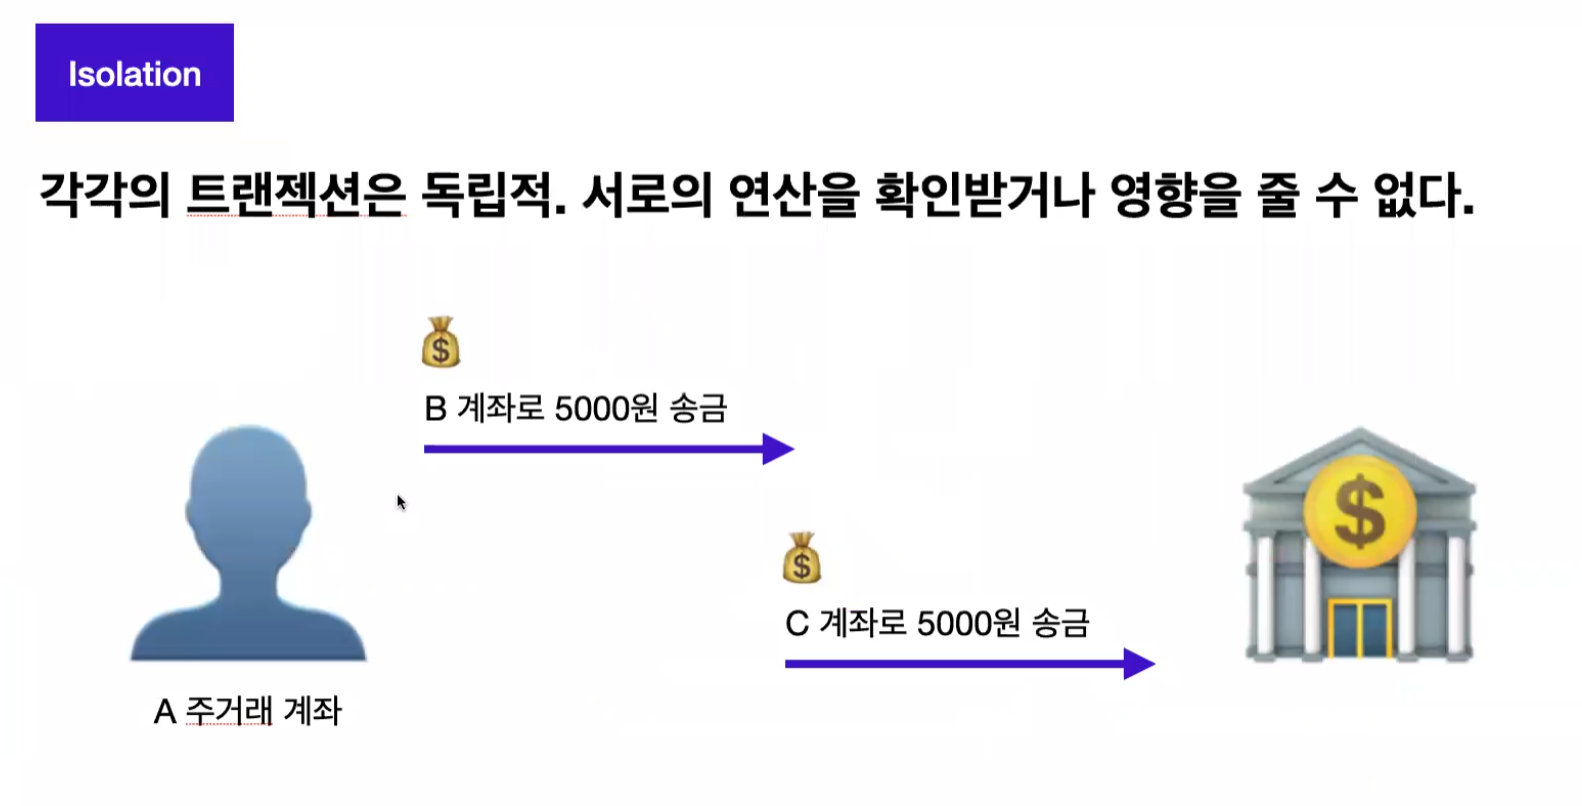 Isolation
각각의 트랜젝션은 독립적. 서로의 연산을 확인받거나 영향을 줄 수 없다.
$
B 계좌로 5000원 송금
$
$
C 계좌로 5000원 송금
A 주거래 계좌